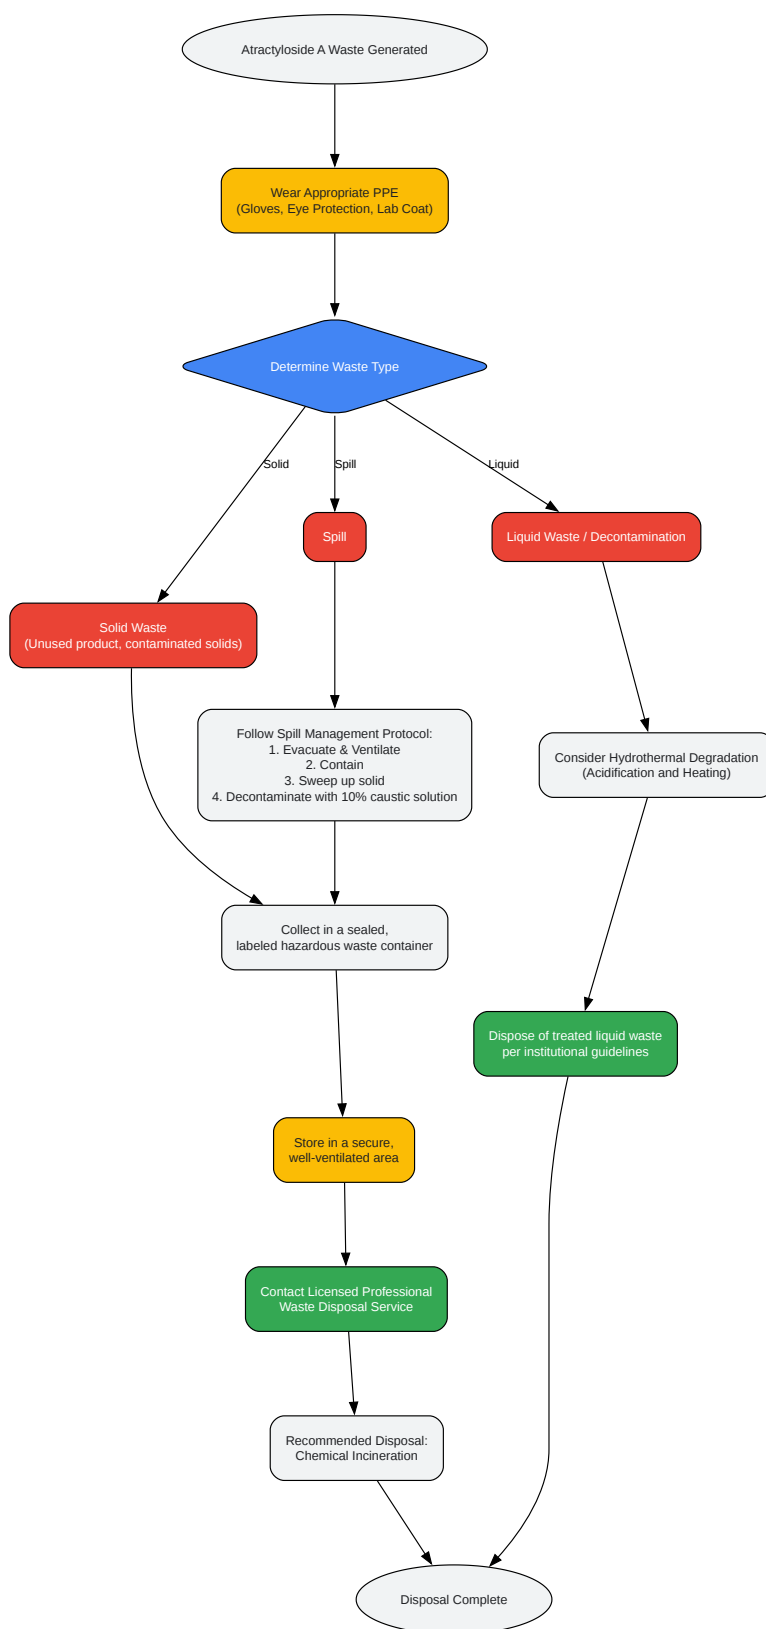 Atractyloside A Waste Generated
Wear Appropriate PPE
(Gloves, Eye Protection, Lab Coat)
Determine Waste Type
Solid
Spill
Liquid
Spill
Liquid Waste / Decontamination
Solid Waste
(Unused product, contaminated solids)
Follow Spill Management Protocol:
1. Evacuate & Ventilate
2. Contain
3. Sweep up solid
4. Decontaminate with 10% caustic solution
Consider Hydrothermal Degradation
(Acidification and Heating)
Collect in a sealed,
labeled hazardous waste container
Dispose of treated liquid waste
per institutional guidelines
Store in a secure,
well-ventilated area
Contact Licensed Professional
Waste Disposal Service
Recommended Disposal:
Chemical Incineration
Disposal Complete